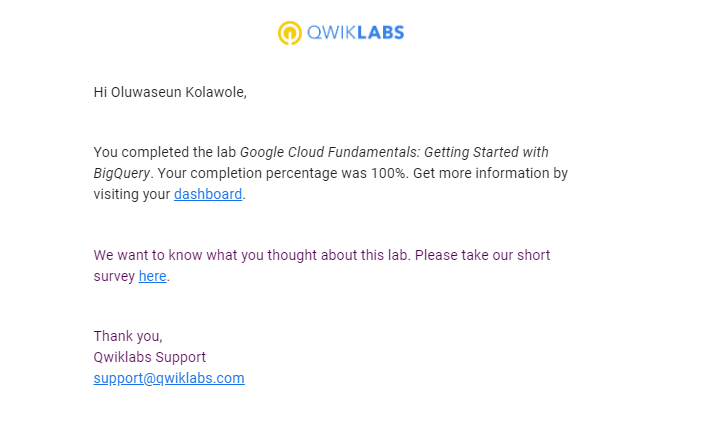 QWIKLABS
Hi Oluwaseun Kolawole,
You completed the lab Google Cloud Fundamentals: Getting Started with
BigQuery. Your completion percentage was 100%. Get more information by
visiting your dashboard.
We want to know what you thought about this lab. Please take our short
survey here.
Thank you,
Qwiklabs Support
support@qwiklabs.com